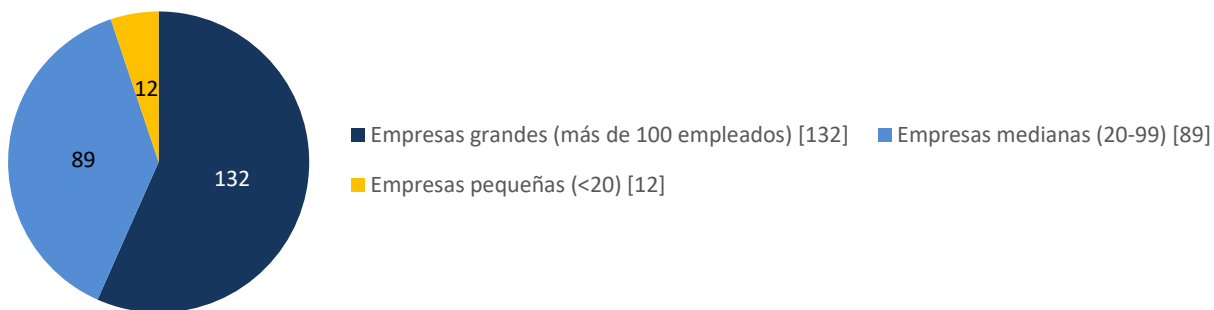 12
89
132
Empresas grandes (más de 100 empleados) [132]
Empresas medianas (20-99) [89]
Empresas pequeñas (<20) [12]